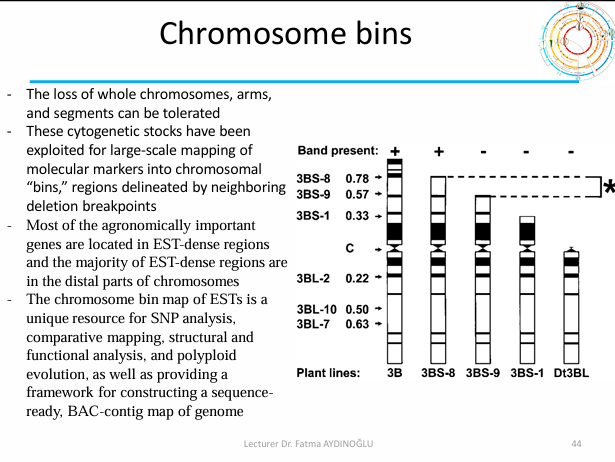 Chromosome bins
- The loss of whole chromosomes, arms,
and segments can be tolerated
- These cytogenetic stocks have been
exploited for large-scale mapping of
molecular markers into chromosomal
“bins,” regions delineated by neighboring
deletion breakpoints
- Most of the agronomically important
genes are located in EST-dense regions
and the majority of EST-dense regions are
in the distal parts of chromosomes
- The chromosome bin map of ESTs is a
unique resource for SNP analysis,
comparative mapping, structural and
functional analysis, and polyploid
evolution, as well as providing a
framework for constructing a sequence-
ready, BAC-contig map of genome
Band present: + + - - -
3BS-8 0.78
3BS-9 0.57
*
3BS-1 0.33
C
3BL-2 0.22
3BL-10 0.50
3BL-7 0.63
Plant lines: 3B 3BS-8 3BS-9 3BS-1 Dt3BL
Lecturer Dr. Fatma AYDINOĞLU
44